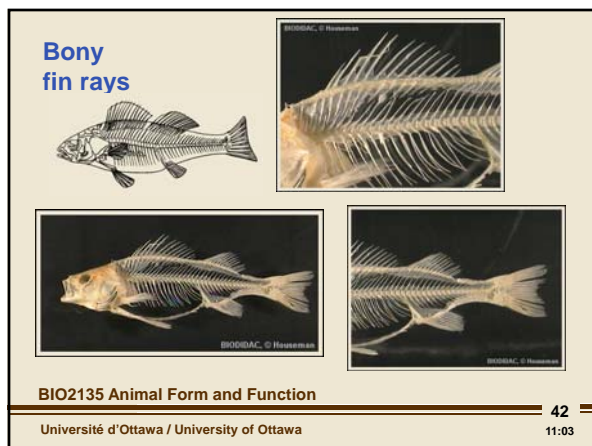 Bony
fin rays
BIODIDAC, © Houseman
BIODIDAC, © Houseman
BIODIDAC, © Houseman
BIO2135 Animal Form and Function
42
Université d’Ottawa / University of Ottawa
11:03